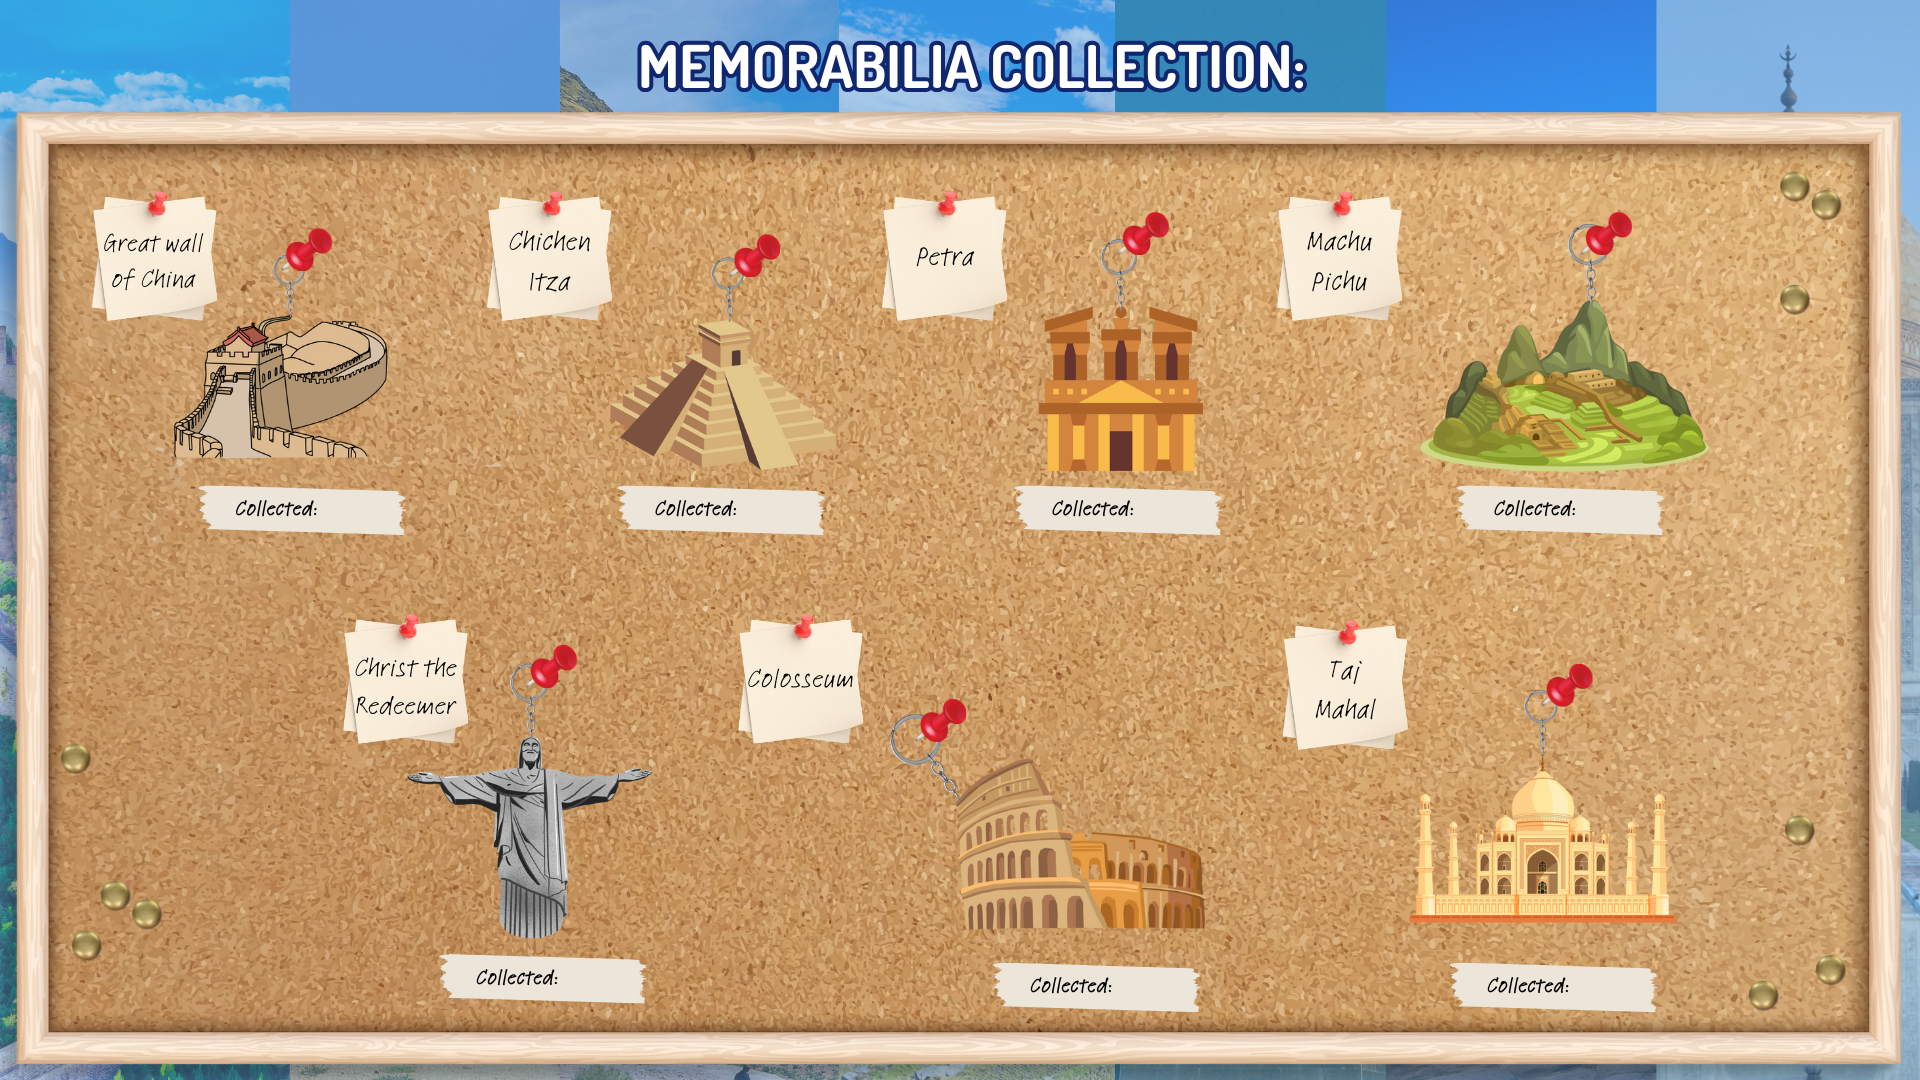 MEMORABILIA COLLECTION:
Great wall
of China
Chichen
Itza
Petra
Machu
Pichu
Collected:
Collected:
Collected:
Collected:
Christ the
Redeemer
Colosseum
Taj
Mahal
Collected:
Collected:
Collected: